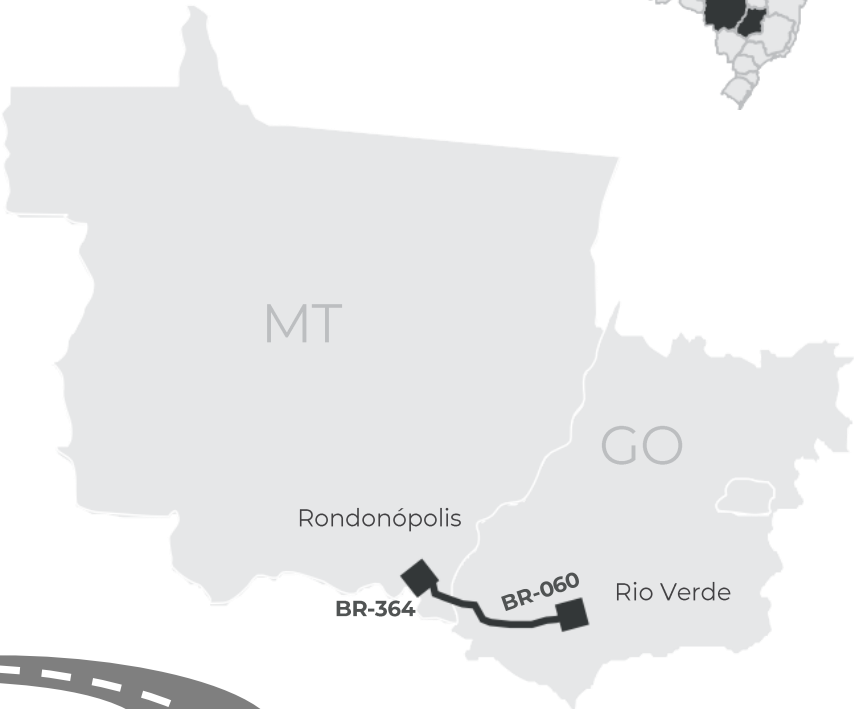 MT
GO
Rondonópolis
BR-060
Rio Verde
BR-364